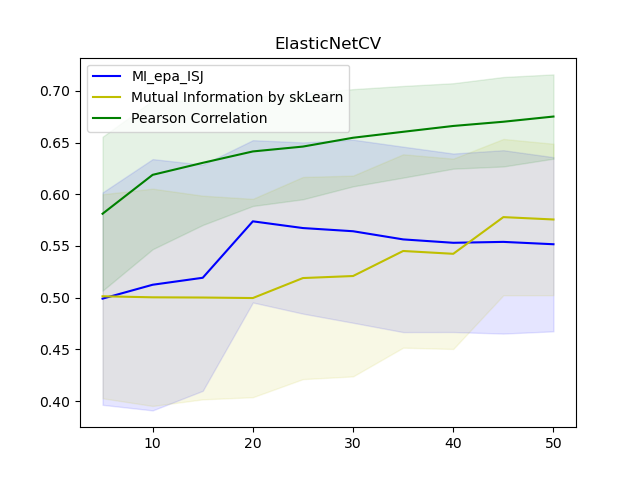 ElasticNetCV
MI_epa_ISJ
Mutual Information by skLearn
Pearson Correlation
0.70
0.65
0.60
0.55
0.50
0.45
0.40
10 20 30 40 50